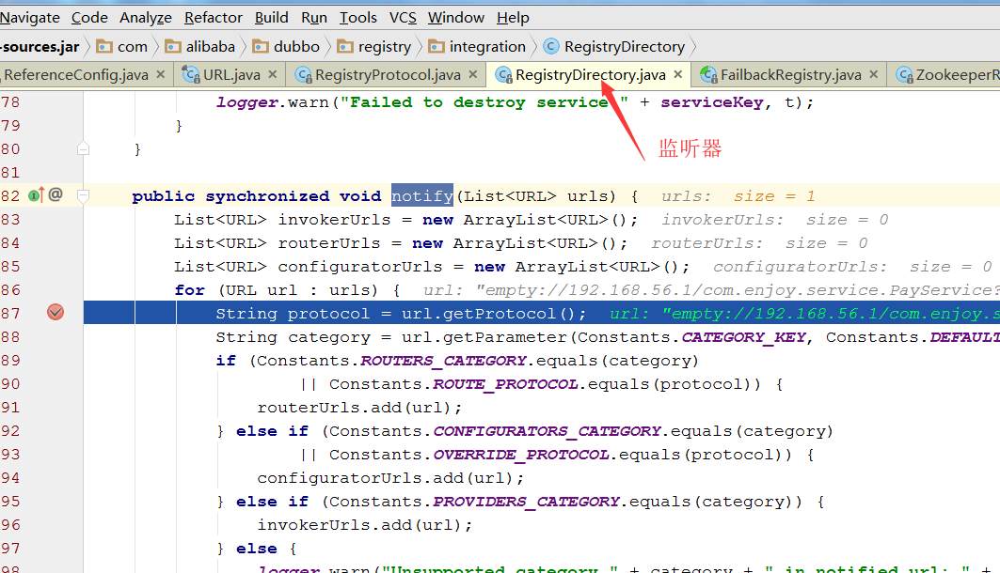 Navigate Code Analyze Refactor Build Run Tools VCS Window Help
-sources.jar com alibaba dubbo registry integration RegistryDirectory
ReferenceConfig.java URL.java RegistryProtocol.java RegistryDirectory.java FailbackRegistry.java ZookeeperR
78 logger.warn("Failed to destroy service " + serviceKey, t);
79 }
监听器
80 }
81
82 public synchronized void notify(List<URL> urls) { urls: size = 1
83 List<URL> invokerUrls = new ArrayList<URL>(); invokerUrls: size = 0
84 List<URL> routerUrls = new ArrayList<URL>(); routerUrls: size = 0
85 List<URL> configuratorUrls = new ArrayList<URL>(); configuratorUrls: size = 0
86 for (URL url : urls) { url: "empty://192.168.56.1/com.enjoy.service.PayService?
87 String protocol = url.getProtocol(); url: "empty://192.168.56.1/com.enjoy.s
88 String category = url.getParameter(Constants.CATEGORY_KEY, Constants.DEFAULT
89 if (Constants.ROUTERS_CATEGORY.equals(category)
90 || Constants.ROUTE_PROTOCOL.equals(protocol)) {
91 routerUrls.add(url);
92 } else if (Constants.CONFIGURATORS_CATEGORY.equals(category)
93 || Constants.OVERRIDE_PROTOCOL.equals(protocol)) {
94 configuratorUrls.add(url);
95 } else if (Constants.PROVIDERS_CATEGORY.equals(category)) {
96 invokerUrls.add(url);
97 } else {
98 logger.warn("Unsupported category " + category + " in notified url: " +